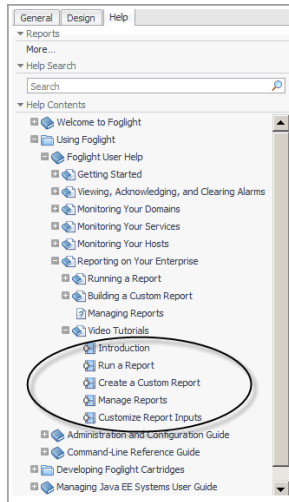 General Design Help
Reports
More...
Help Search
Search
Help Contents
Welcome to Foglight
Using Foglight
Foglight User Help
Getting Started
Viewing, Acknowledging, and Clearing Alarms
Monitoring Your Domains
Monitoring Your Services
Monitoring Your Hosts
Reporting on Your Enterprise
Running a Report
Building a Custom Report
Managing Reports
Video Tutorials
Introduction
Run a Report
Create a Custom Report
Manage Reports
Customize Report Inputs
Administration and Configuration Guide
Command-Line Reference Guide
Developing Foglight Cartridges
Managing Java EE Systems User Guide